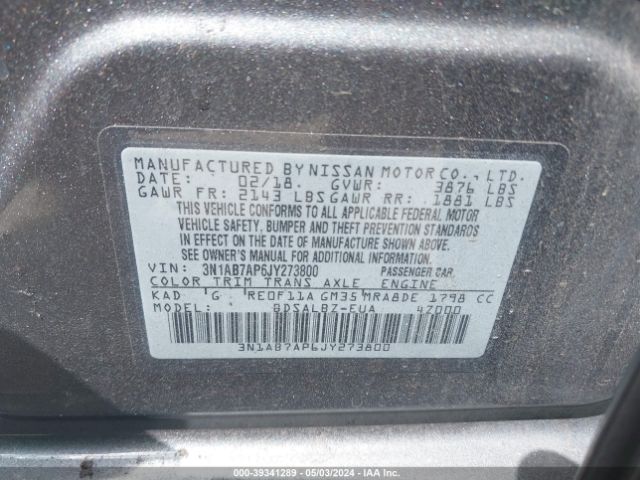 MANUFACTURED BY NISSAN MOTOR CO., LTD.
DATE: 02/18. GVWR: 3876 LBS
GAWR FR: 2143 LBS GAWR RR: 1881 LBS
THIS VEHICLE CONFORMS TO ALL APPLICABLE FEDERAL MOTOR
VEHICLE SAFETY, BUMPER AND THEFT PREVENTION STANDARDS
IN EFFECT ON THE DATE OF MANUFACTURE SHOWN ABOVE.
SEE OWNER'S MANUAL FOR ADDITIONAL INFORMATION.
VIN: 3N1AB7AP6JY273800 PASSENGER CAR.
COLOR TRIM TRANS AXLE ENGINE
KAD G RE0F11A GM35 MRA8DE 1798 CC
MODEL: BDSALBZ-EUA 4Z000
3N1AB7AP6JY273800
000-39341289 - 05/03/2024 - IAA Inc.